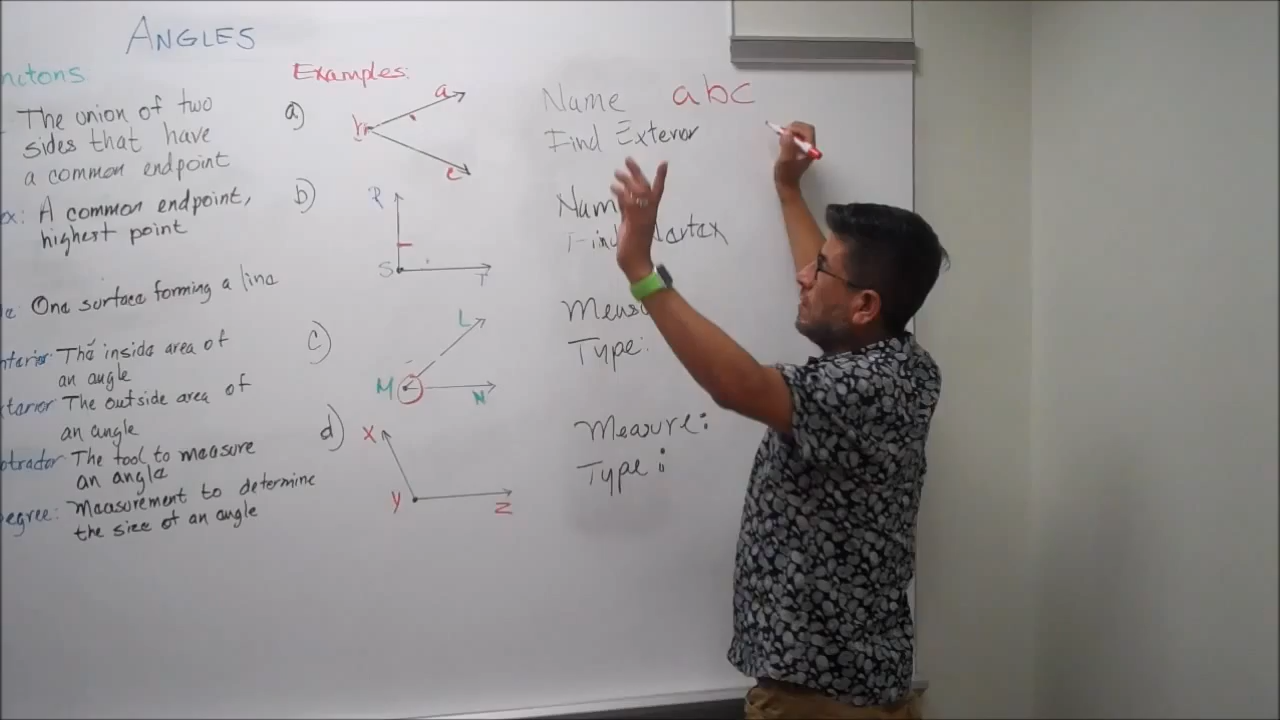 ANGLES
nctons
The union of two
sides that have
a common endpoint
ex: A common endpoint,
highest point
One surface forming a line
nterior: The inside area of
an angle
xterior The outside area of
an angle
otractor The tool to measure
an angle
egree: Measurement to determine
the size of an angle
Examples:
a)
a
b
c
b)
R
S
T
c)
L
M
N
d)
X
Y
Z
Name abc
Find Exterior
Name
Find Vertex
Measu
Type:
Measure:
Type: